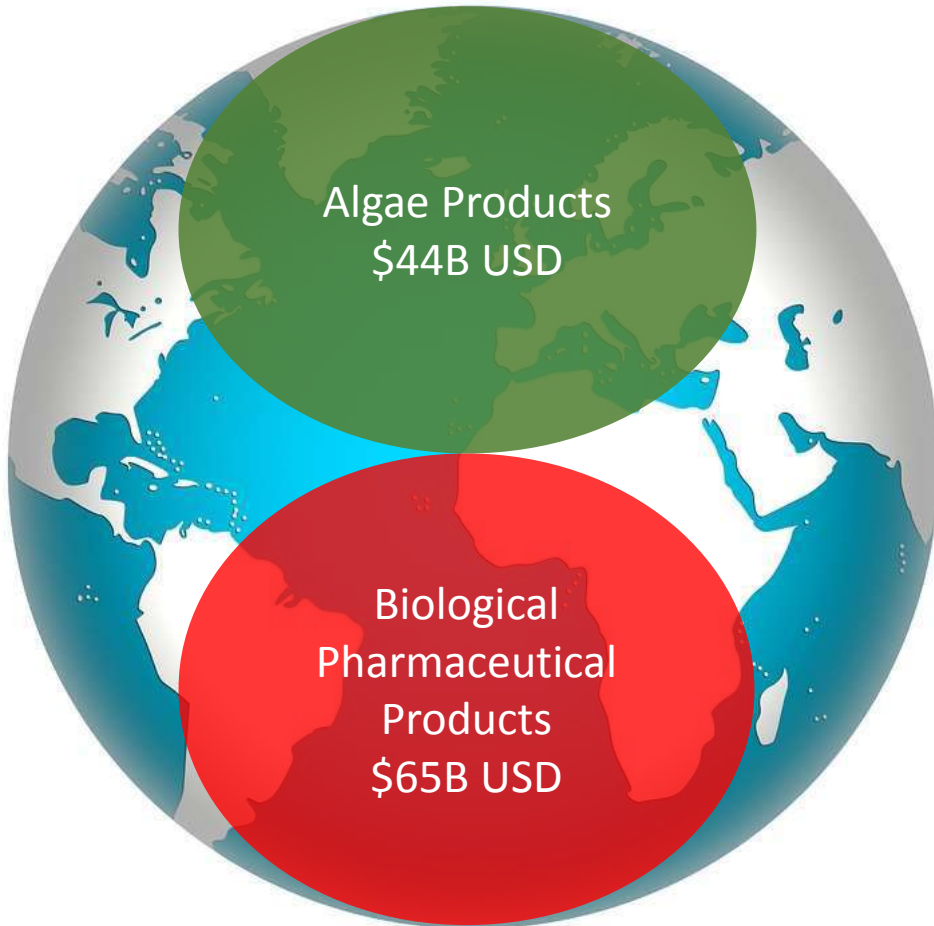 Algae Products
$44B USD
Biological
Pharmaceutical
Products
$65B USD